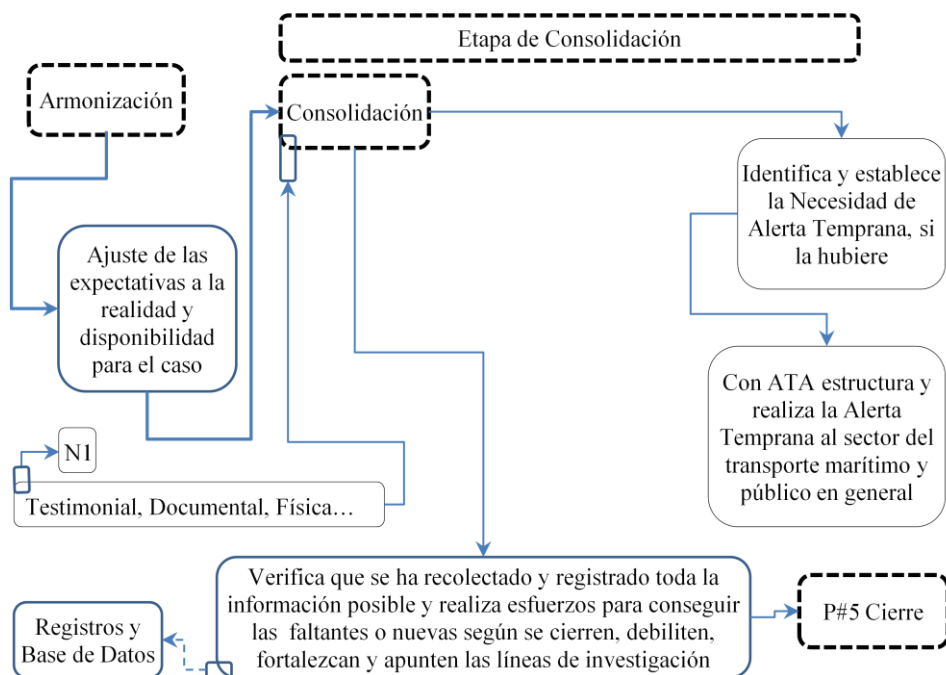 Etapa de Consolidación
Armonización
Consolidación
Identifica y establece
la Necesidad de
Alerta Temprana, si
la hubiere
Ajuste de las
expectativas a la
realidad y
disponibilidad
para el caso
Con ATA estructura y
realiza la Alerta
Temprana al sector del
transporte marítimo y
público en general
N1
Testimonial, Documental, Física…
Verifica que se ha recolectado y registrado toda la
información posible y realiza esfuerzos para conseguir
las faltantes o nuevas según se cierren, debiliten,
fortalezcan y apunten las líneas de investigación
P#5 Cierre
Registros y
Base de Datos